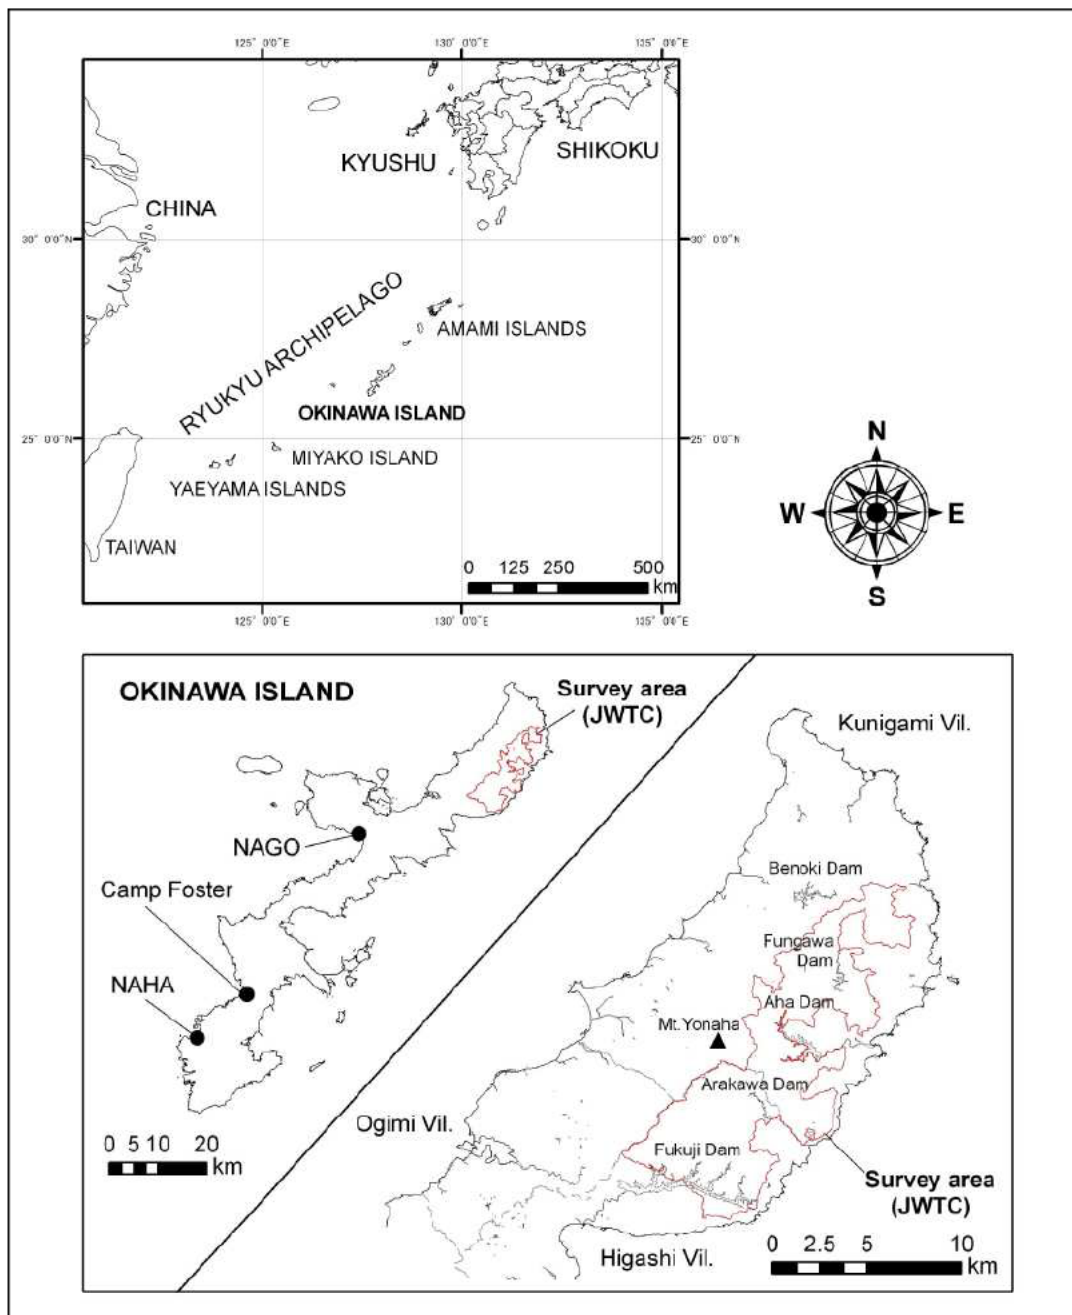 125° 0'0"E 130° 0'0"E 135° 0'0"E
KYUSHU
SHIKOKU
CHINA
30° 0'0"N 30° 0'0"N
RYUKYU ARCHIPELAGO
AMAMI ISLANDS
OKINAWA ISLAND
25° 0'0"N 25° 0'0"N
MIYAKO ISLAND
YAEYAMA ISLANDS
TAIWAN
0 125 250 500
km
125° 0'0"E 130° 0'0"E 135° 0'0"E
N
W E
S
OKINAWA ISLAND
Survey area
(JWTC)
NAGO
Camp Foster
NAHA
0 5 10 20
km
Kunigami Vil.
Benoki Dam
Fungawa
Dam
Aha Dam
Mt.Yonaha
Arakawa Dam
Ogimi Vil.
Fukuji Dam
Survey area
(JWTC)
Higashi Vil.
0 2.5 5 10
km